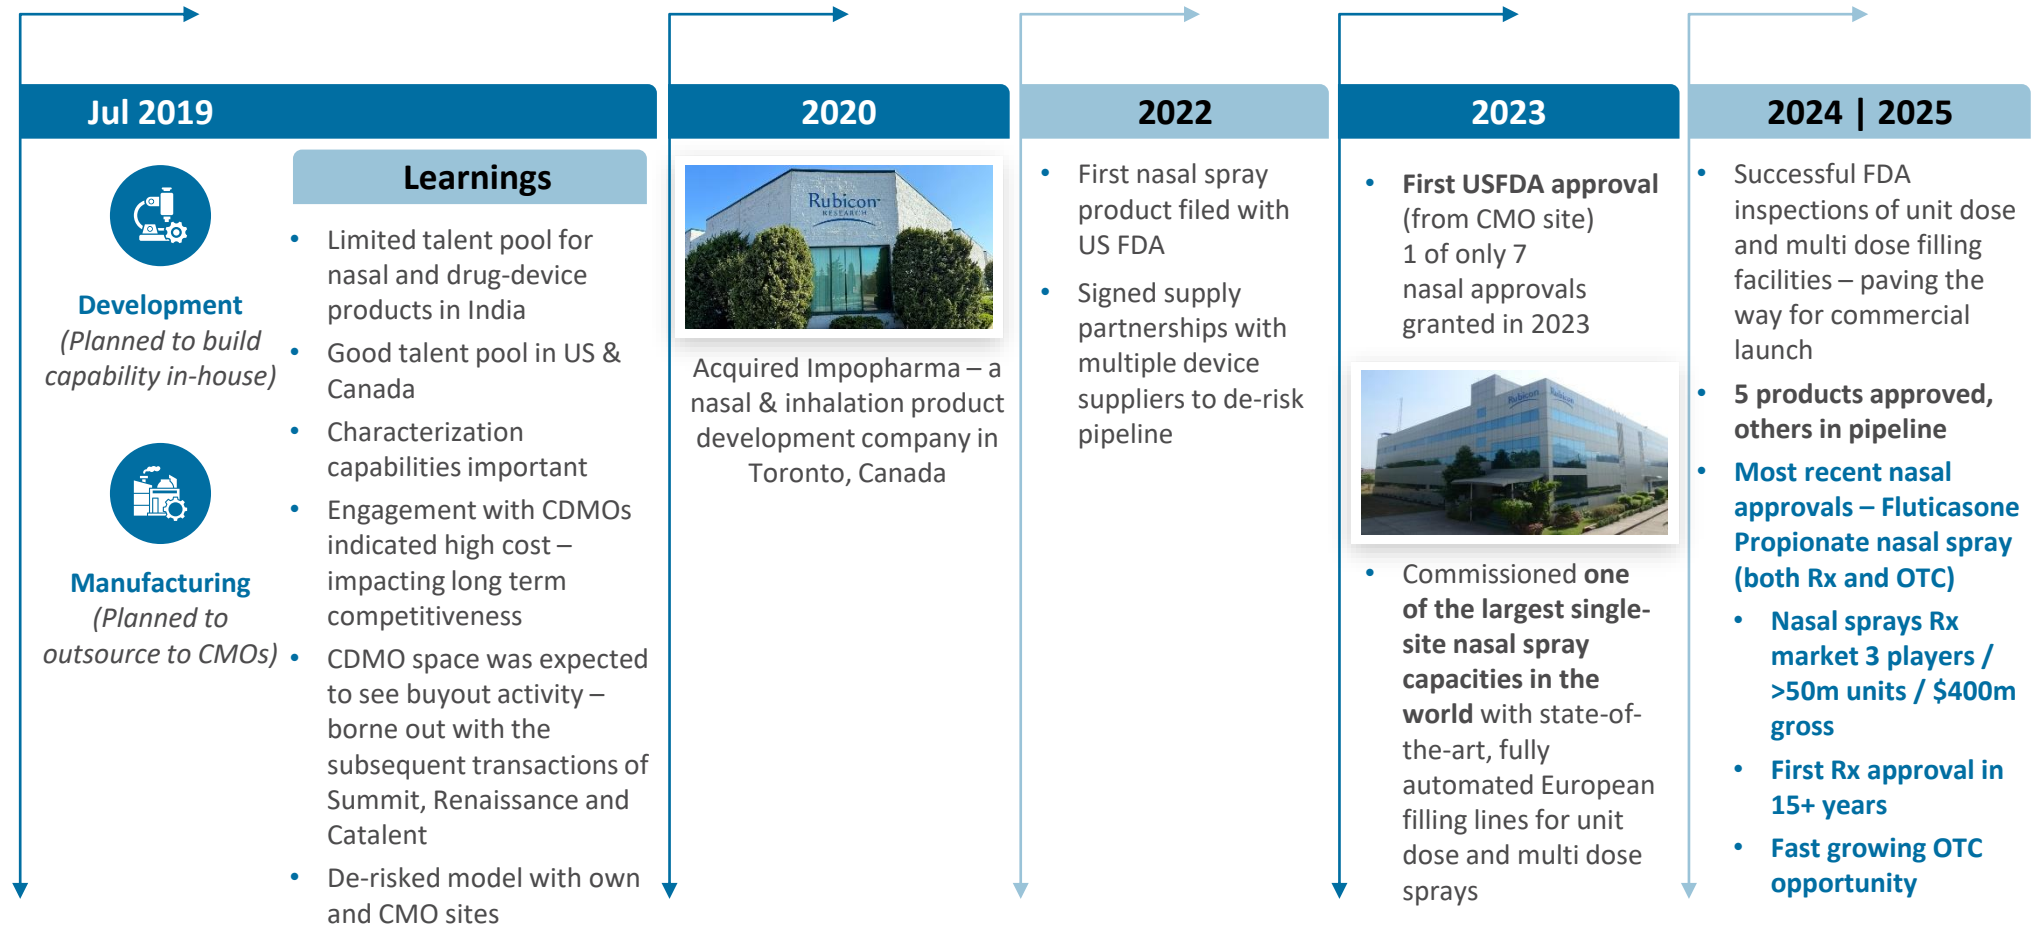 Jul 2019
Development
(Planned to build
capability in-house)
Manufacturing
(Planned to
outsource to CMOs)
Learnings
• Limited talent pool for
nasal and drug-device
products in India
• Good talent pool in US &
Canada
• Characterization
capabilities important
• Engagement with CDMOs
indicated high cost –
impacting long term
competitiveness
• CDMO space was expected
to see buyout activity –
borne out with the
subsequent transactions of
Summit, Renaissance and
Catalent
• De-risked model with own
and CMO sites
2020
Rubicon
RESEARCH
Acquired Impopharma – a
nasal & inhalation product
development company in
Toronto, Canada
2022
• First nasal spray
product filed with
US FDA
• Signed supply
partnerships with
multiple device
suppliers to de-risk
pipeline
2023
• First USFDA approval
(from CMO site)
1 of only 7
nasal approvals
granted in 2023
Rubicon Rubicon
• Commissioned one
of the largest single-
site nasal spray
capacities in the
world with state-of-
the-art, fully
automated European
filling lines for unit
dose and multi dose
sprays
2024 | 2025
• Successful FDA
inspections of unit dose
and multi dose filling
facilities – paving the
way for commercial
launch
• 5 products approved,
others in pipeline
• Most recent nasal
approvals – Fluticasone
Propionate nasal spray
(both Rx and OTC)
• Nasal sprays Rx
market 3 players /
>50m units / $400m
gross
• First Rx approval in
15+ years
• Fast growing OTC
opportunity